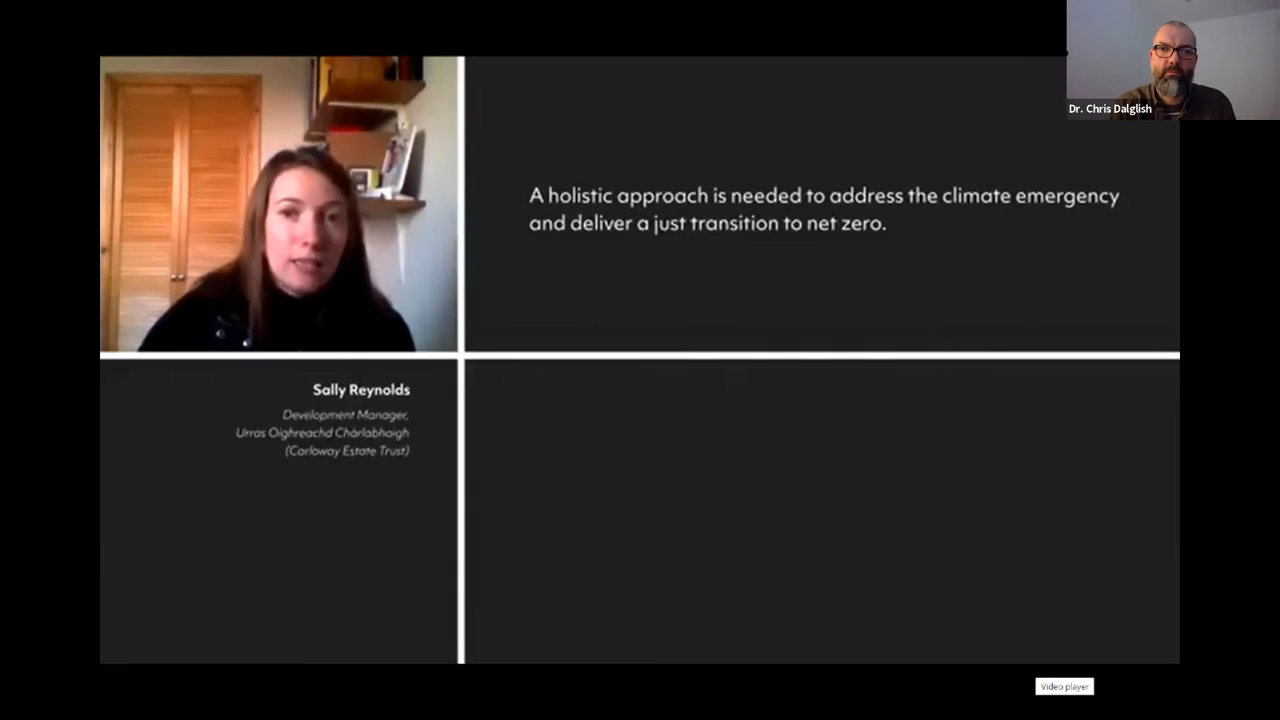 Dr. Chris Dalglish
A holistic approach is needed to address the climate emergency
and deliver a just transition to net zero.
Sally Reynolds
Development Manager,
Urras Oighreachd Chàrlabhaigh
(Carloway Estate Trust)
Video player